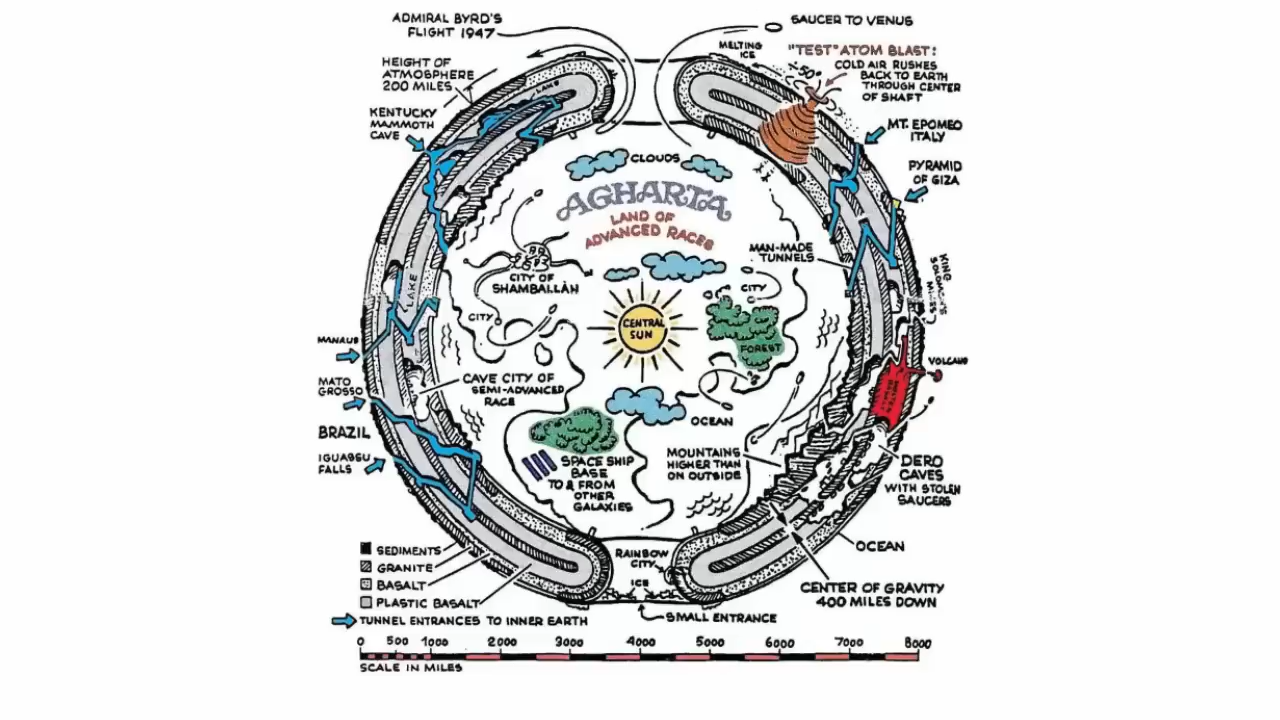 ADMIRAL BYRD'S
FLIGHT 1947
SAUCER TO VENUS
MELTING
ICE
"TEST" ATOM BLAST:
-50°
COLD AIR RUSHES
BACK TO EARTH
THROUGH CENTER
OF SHAFT
HEIGHT OF
ATMOSPHERE
200 MILES
LAKE
KENTUCKY
MAMMOTH
CAVE
MT. EPOMEO
ITALY
PYRAMID
OF GIZA
CLOUDS
AGHARTA
LAND OF
ADVANCED RACES
MAN-MADE
TUNNELS
KING
SOLOMON'S
MINES
CITY OF
SHAMBALLAH
LAKE
CITY
CITY
CENTRAL
SUN
FOREST
MANAUS
VOLCANO
MATO
GROSSO
CAVE CITY OF
SEMI-ADVANCED
RACE
OCEAN
BRAZIL
IGUASSU
FALLS
SPACE SHIP
BASE
TO & FROM
OTHER
GALAXIES
MOUNTAINS
HIGHER THAN
ON OUTSIDE
DERO
CAVES
WITH STOLEN
SAUCERS
OCEAN
RAINBOW
CITY
ICE
SEDIMENTS
GRANITE
BASALT
PLASTIC BASALT
CENTER OF GRAVITY
400 MILES DOWN
TUNNEL ENTRANCES TO INNER EARTH
SMALL ENTRANCE
0 500 1000 2000 3000 4000 5000 6000 7000 8000
SCALE IN MILES